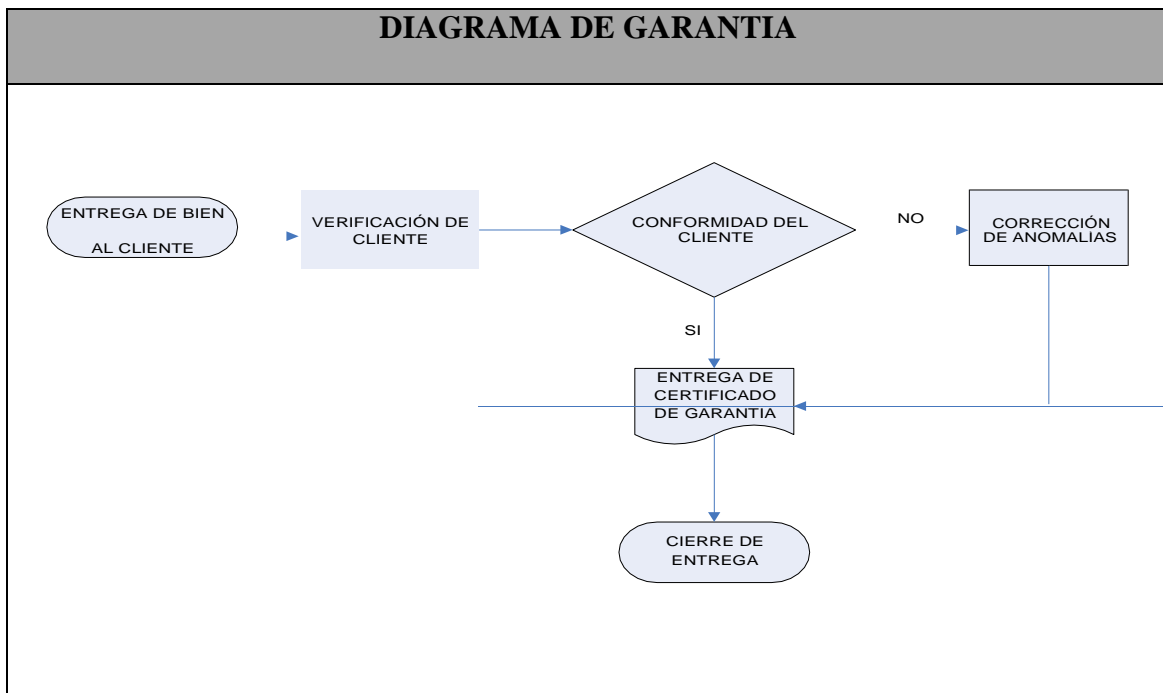 DIAGRAMA DE GARANTIA
ENTREGA DE BIEN
AL CLIENTE
VERIFICACIÓN DE
CLIENTE
CONFORMIDAD DEL
CLIENTE
NO
CORRECCIÓN
DE ANOMALIAS
SI
ENTREGA DE
CERTIFICADO
DE GARANTIA
CIERRE DE
ENTREGA